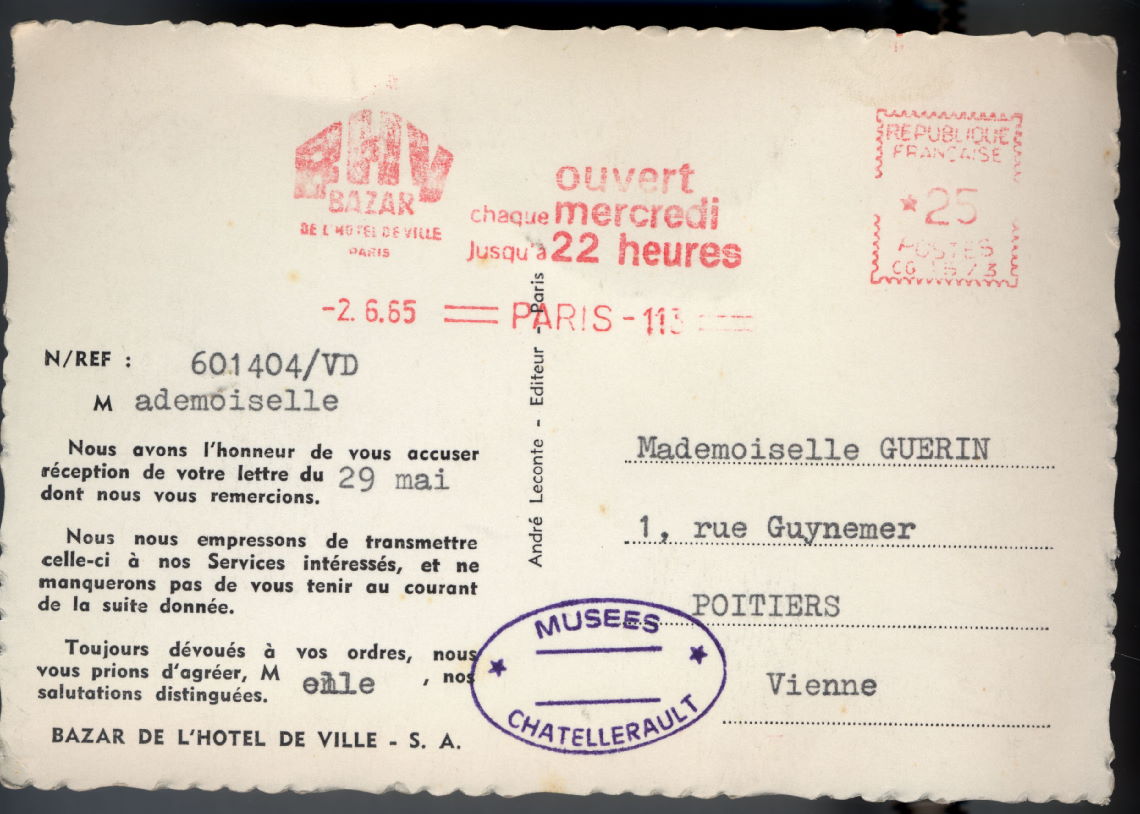 BHV
BAZAR
DE L'HOTEL DE VILLE
PARIS
ouvert
chaque mercredi
jusqu'à 22 heures
REPUBLIQUE
FRANÇAISE
★25
POSTES
-2.6.65 PARIS - 113
N/REF : 601404/VD
M ademoiselle
Nous avons l'honneur de vous accuser
réception de votre lettre du 29 mai
dont nous vous remercions.
Nous nous empressons de transmettre
celle-ci à nos Services intéressés, et ne
manquerons pas de vous tenir au courant
de la suite donnée.
Toujours dévoués à vos ordres, nous
vous prions d'agréer, M elle , nos
salutations distinguées.
BAZAR DE L'HOTEL DE VILLE - S. A.
André Leconte - Editeur - Paris
Mademoiselle GUERIN
1, rue Guynemer
POITIERS
Vienne
MUSEES
CHATELLERAULT